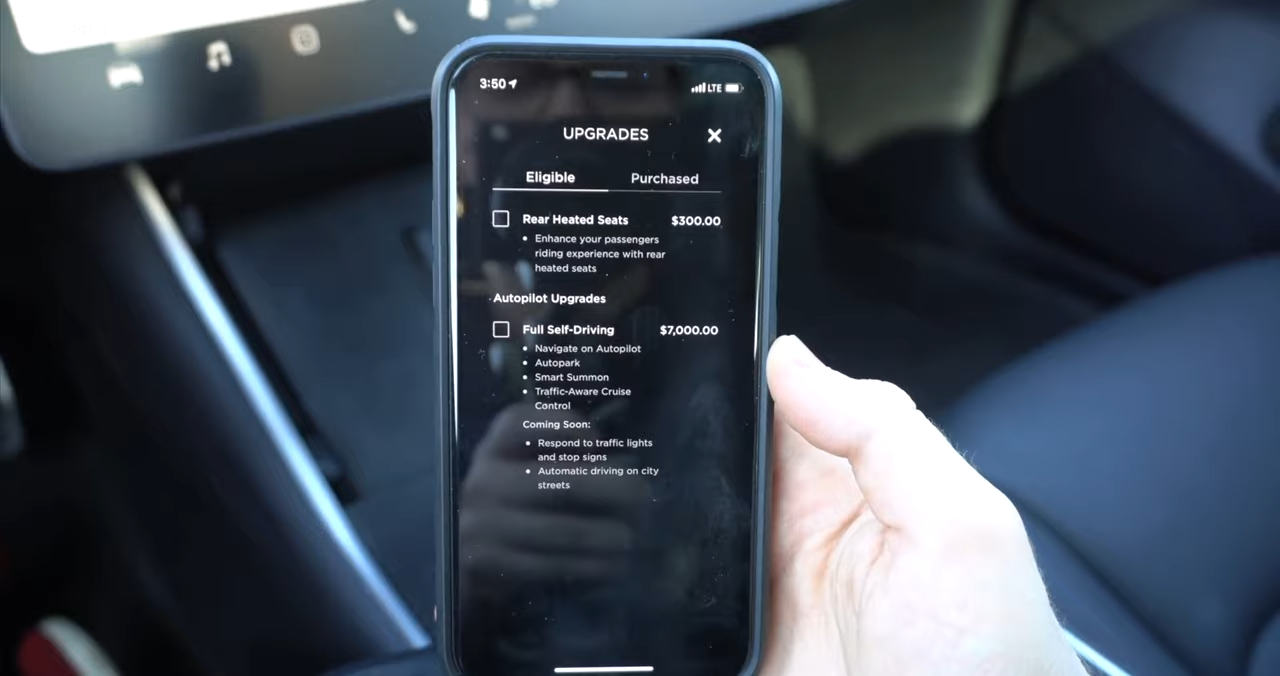 3:50
LTE
UPGRADES
Eligible Purchased
Rear Heated Seats $300.00
• Enhance your passengers
riding experience with rear
heated seats
Autopilot Upgrades
Full Self-Driving $7,000.00
• Navigate on Autopilot
• Autopark
• Smart Summon
• Traffic-Aware Cruise
Control
Coming Soon:
• Respond to traffic lights
and stop signs
• Automatic driving on city
streets